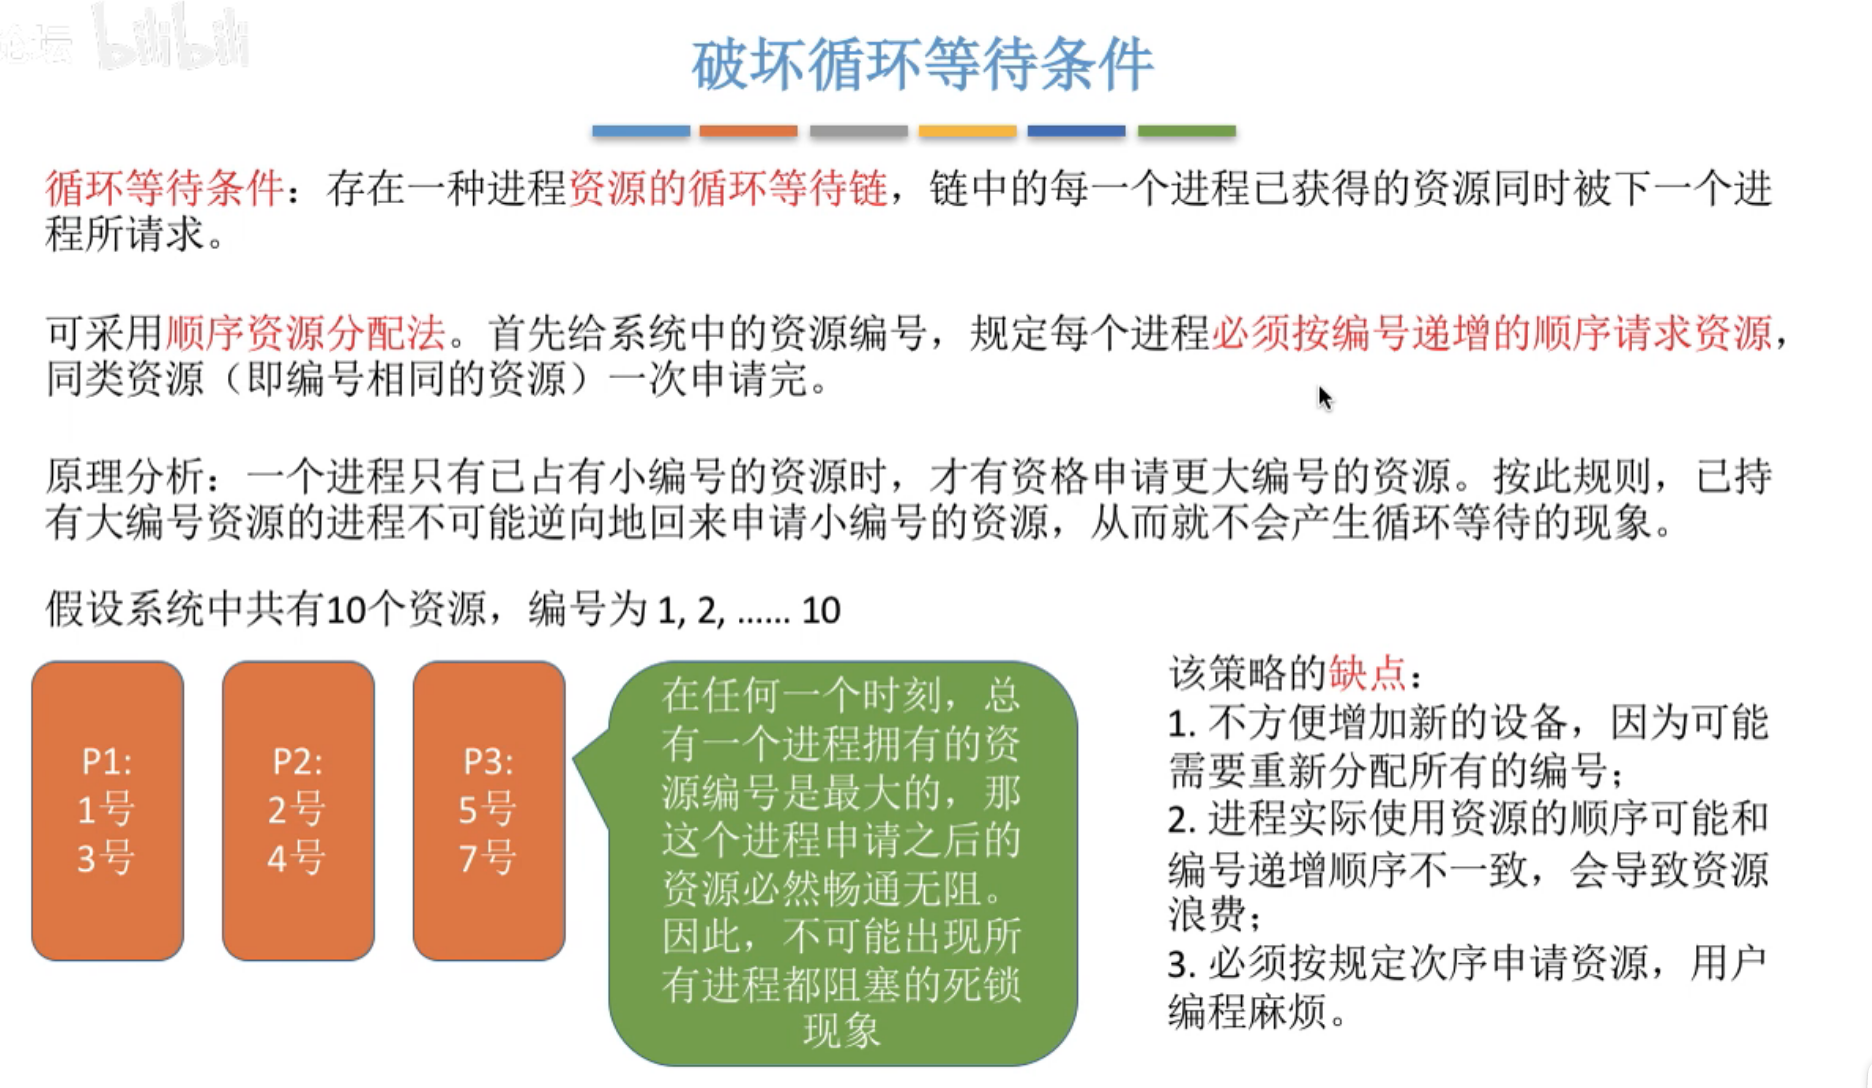 论坛 bilibili
破坏循环等待条件
循环等待条件：存在一种进程资源的循环等待链，链中的每一个进程已获得的资源同时被下一个进
程所请求。
可采用顺序资源分配法。首先给系统中的资源编号，规定每个进程必须按编号递增的顺序请求资源，
同类资源（即编号相同的资源）一次申请完。
原理分析：一个进程只有已占有小编号的资源时，才有资格申请更大编号的资源。按此规则，已持
有大编号资源的进程不可能逆向地回来申请小编号的资源，从而就不会产生循环等待的现象。
假设系统中共有10个资源，编号为 1, 2, …… 10
P1:
1号
3号
P2:
2号
4号
P3:
5号
7号
在任何一个时刻，总
有一个进程拥有的资
源编号是最大的，那
这个进程申请之后的
资源必然畅通无阻。
因此，不可能出现所
有进程都阻塞的死锁
现象
该策略的缺点：
1. 不方便增加新的设备，因为可能
需要重新分配所有的编号；
2. 进程实际使用资源的顺序可能和
编号递增顺序不一致，会导致资源
浪费；
3. 必须按规定次序申请资源，用户
编程麻烦。